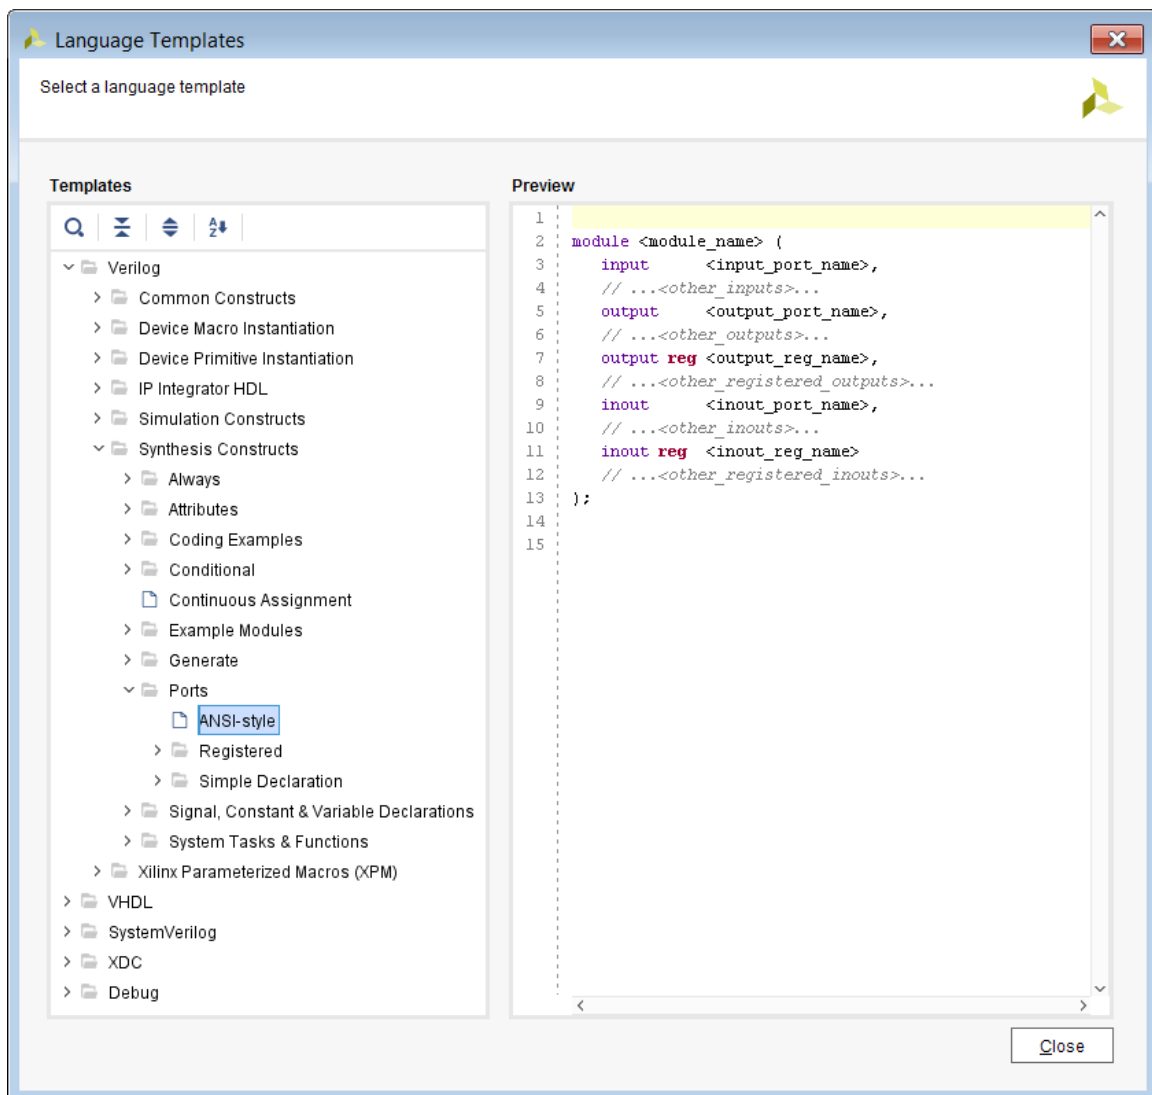 Language Templates
Select a language template
Templates
Verilog
Common Constructs
Device Macro Instantiation
Device Primitive Instantiation
IP Integrator HDL
Simulation Constructs
Synthesis Constructs
Always
Attributes
Coding Examples
Conditional
Continuous Assignment
Example Modules
Generate
Ports
ANSI-style
Registered
Simple Declaration
Signal, Constant & Variable Declarations
System Tasks & Functions
Xilinx Parameterized Macros (XPM)
VHDL
SystemVerilog
XDC
Debug
Preview
1
2 module <module_name> (
3 input <input_port_name>,
4 // ...<other_inputs>...
5 output <output_port_name>,
6 // ...<other_outputs>...
7 output reg <output_reg_name>,
8 // ...<other_registered_outputs>...
9 inout <inout_port_name>,
10 // ...<other_inouts>...
11 inout reg <inout_reg_name>
12 // ...<other_registered_inouts>...
13 );
14
15
Close